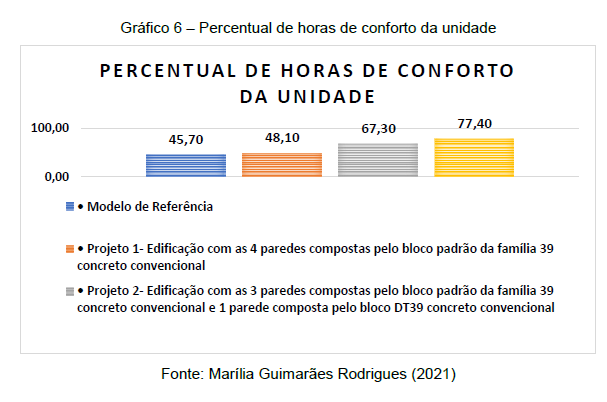 Gráfico 6 – Percentual de horas de conforto da unidade
PERCENTUAL DE HORAS DE CONFORTO
DA UNIDADE
100,00
0,00
45,70
48,10
67,30
77,40
• Modelo de Referência
• Projeto 1- Edificação com as 4 paredes compostas pelo bloco padrão da família 39
concreto convencional
• Projeto 2- Edificação com as 3 paredes compostas pelo bloco padrão da família 39
concreto convencional e 1 parede composta pelo bloco DT39 concreto convencional
Fonte: Marília Guimarães Rodrigues (2021)